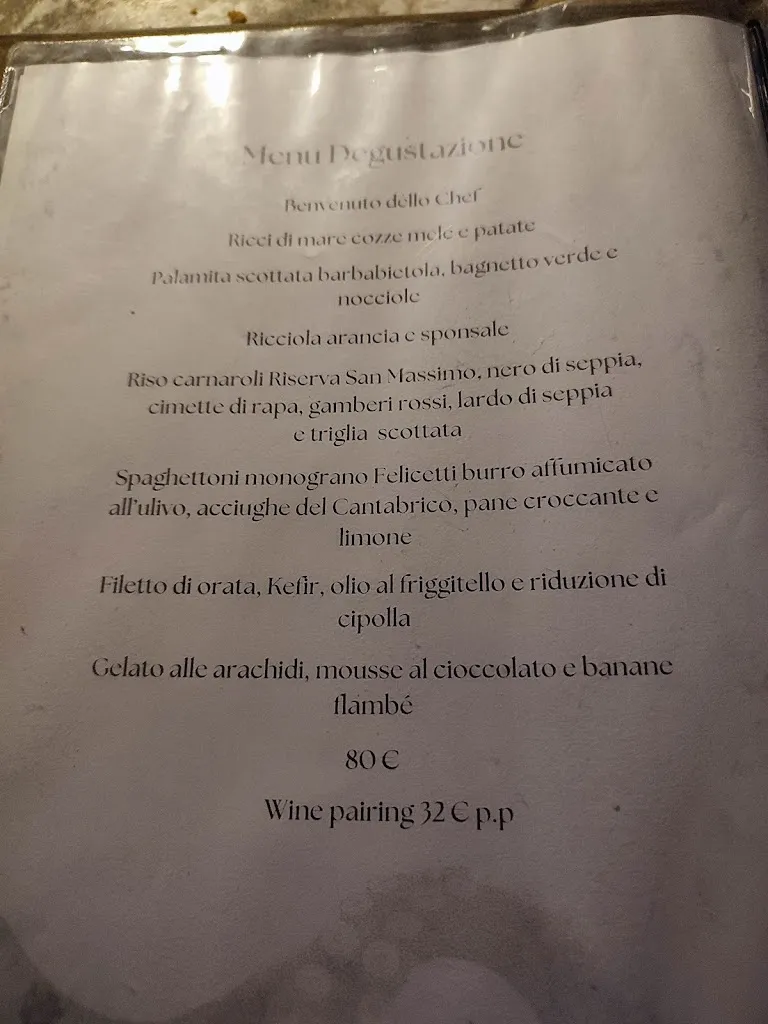 Menu Degustazione
Benvenuto dello Chef
Ricci di mare cozze mele e patate
Palamita scottata barbabietola, bagnetto verde e
nocciole
Ricciola arancia e sponsale
Riso carnaroli Riserva San Massimo, nero di seppia,
cimette di rapa, gamberi rossi, lardo di seppia
e triglia scottata
Spaghettoni monograno Felicetti burro affumicato
all'ulivo, acciughe del Cantabrico, pane croccante e
limone
Filetto di orata, Kefir, olio al friggitello e riduzione di
cipolla
Gelato alle arachidi, mousse al cioccolato e banane
flambé
80 €
Wine pairing 32 € p.p